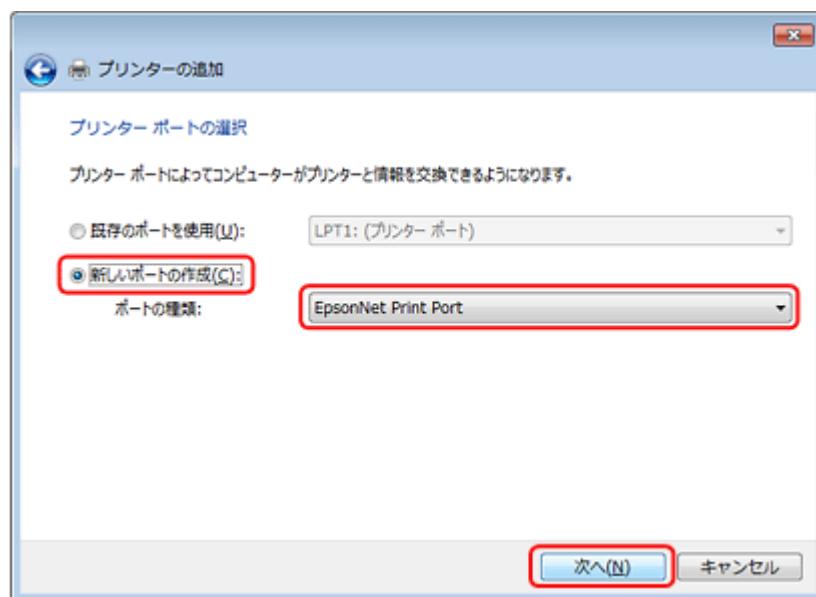 プリンターの追加
プリンター ポートの選択
プリンター ポートによってコンピューターがプリンターと情報を交換できるようになります。
既存のポートを使用(U): LPT1: (プリンター ポート)
新しいポートの作成(C):
ポートの種類: EpsonNet Print Port
次へ(N) キャンセル